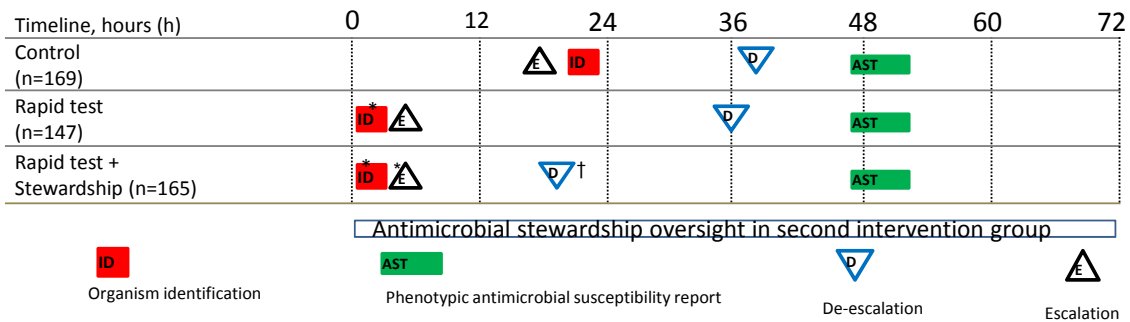 Timeline, hours (h) 0 12 24 36 48 60 72
Control
(n=169) E ID D AST
Rapid test
(n=147) ID * E D AST
Rapid test +
Stewardship (n=165) ID * * E D † AST
Antimicrobial stewardship oversight in second intervention group
ID AST D E
Organism identification Phenotypic antimicrobial susceptibility report De-escalation Escalation